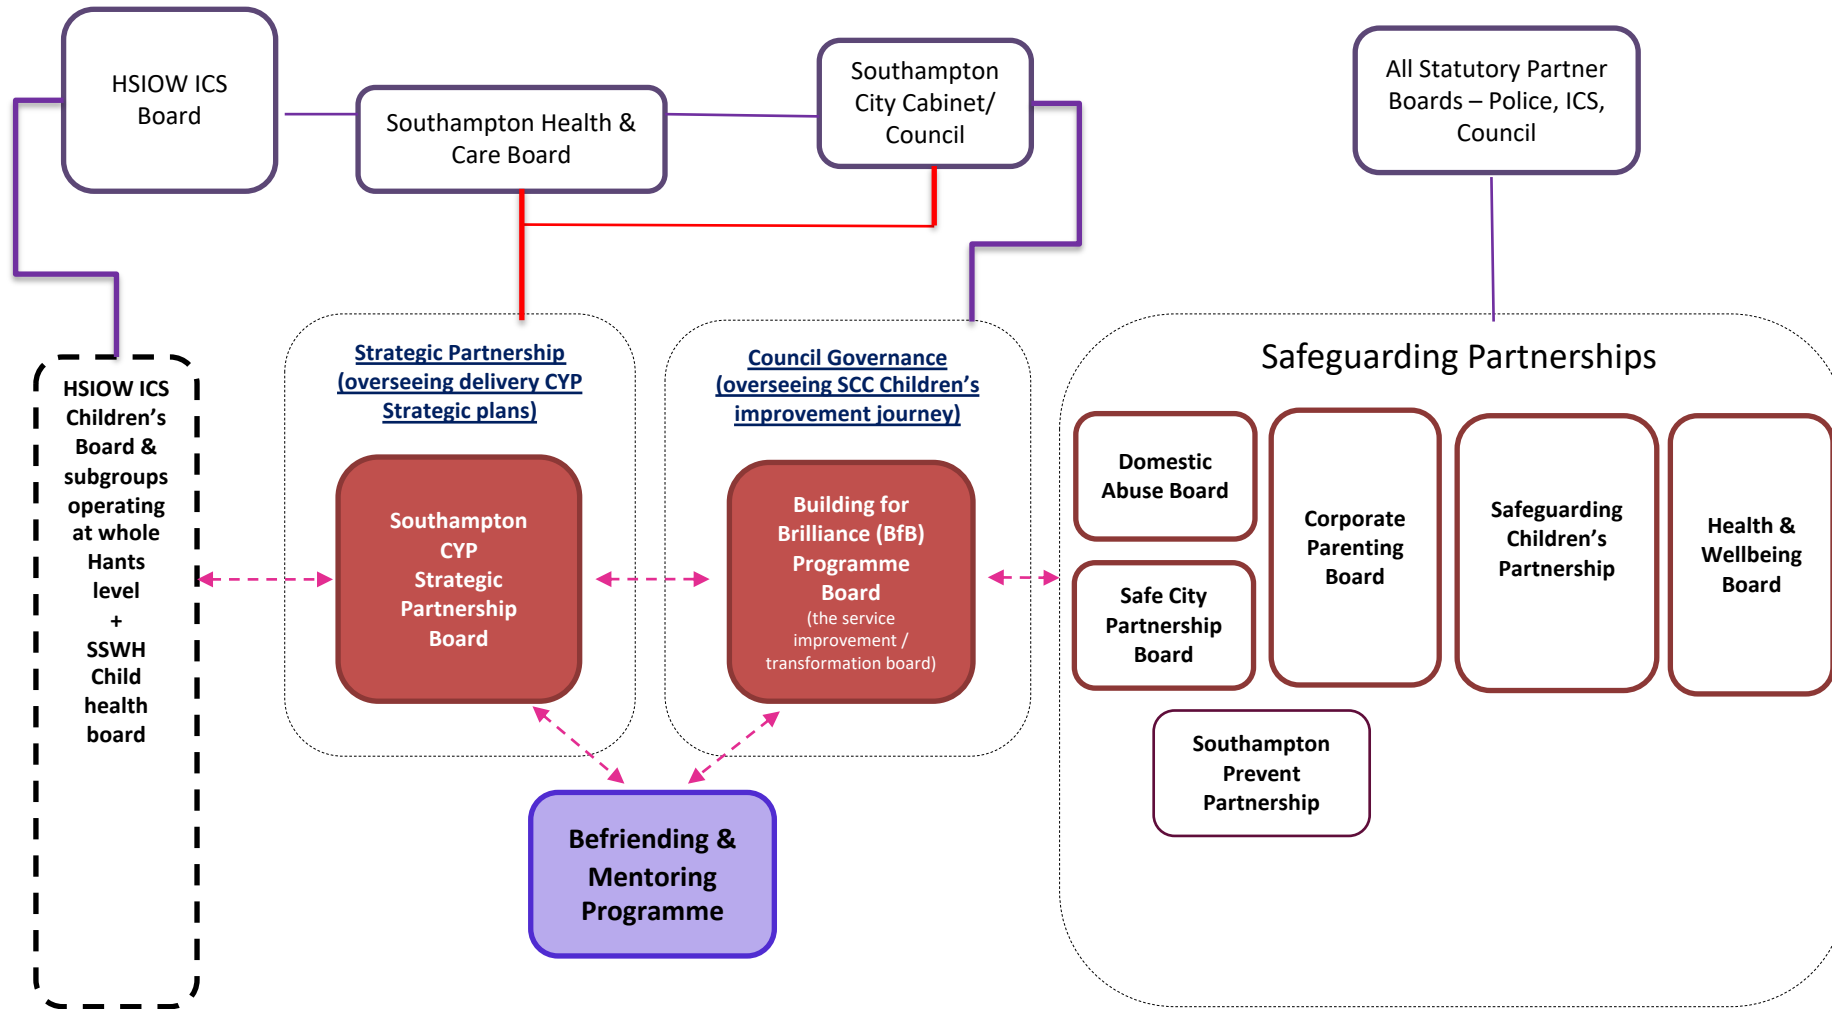 HSIOW ICS
Board
Southampton Health &
Care Board
Southampton
City Cabinet/
Council
All Statutory Partner
Boards – Police, ICS,
Council
HSIOW ICS
Children’s
Board &
subgroups
operating
at whole
Hants
level
+
SSWH
Child
health
board
Strategic Partnership
(overseeing delivery CYP
Strategic plans)
Southampton
CYP
Strategic
Partnership
Board
Council Governance
(overseeing SCC Children’s
improvement journey)
Building for
Brilliance (BfB)
Programme
Board
(the service
improvement /
transformation board)
Befriending &
Mentoring
Programme
Safeguarding Partnerships
Domestic
Abuse Board
Safe City
Partnership
Board
Corporate
Parenting
Board
Safeguarding
Children’s
Partnership
Health &
Wellbeing
Board
Southampton
Prevent
Partnership